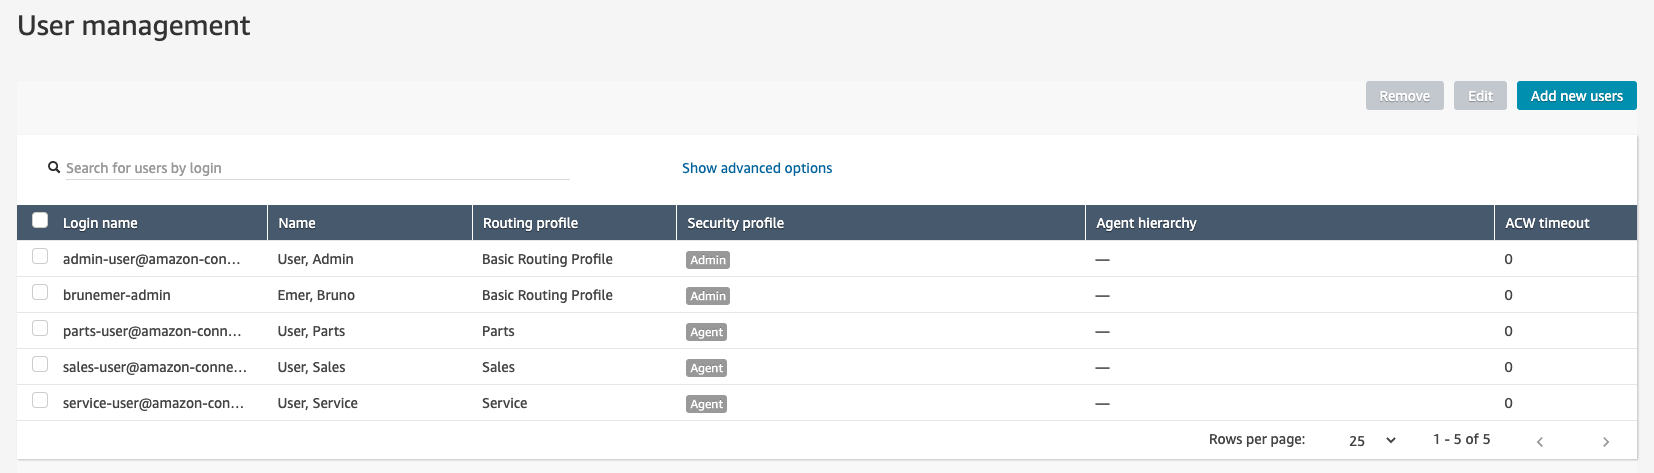 User management
Remove Edit Add new users
Search for users by login Show advanced options
Login name Name Routing profile Security profile Agent hierarchy ACW timeout
admin-user@amazon-con... User, Admin Basic Routing Profile Admin — 0
brunemer-admin Emer, Bruno Basic Routing Profile Admin — 0
parts-user@amazon-conn... User, Parts Parts Agent — 0
sales-user@amazon-conne... User, Sales Sales Agent — 0
service-user@amazon-con... User, Service Service Agent — 0
Rows per page: 25 1 - 5 of 5